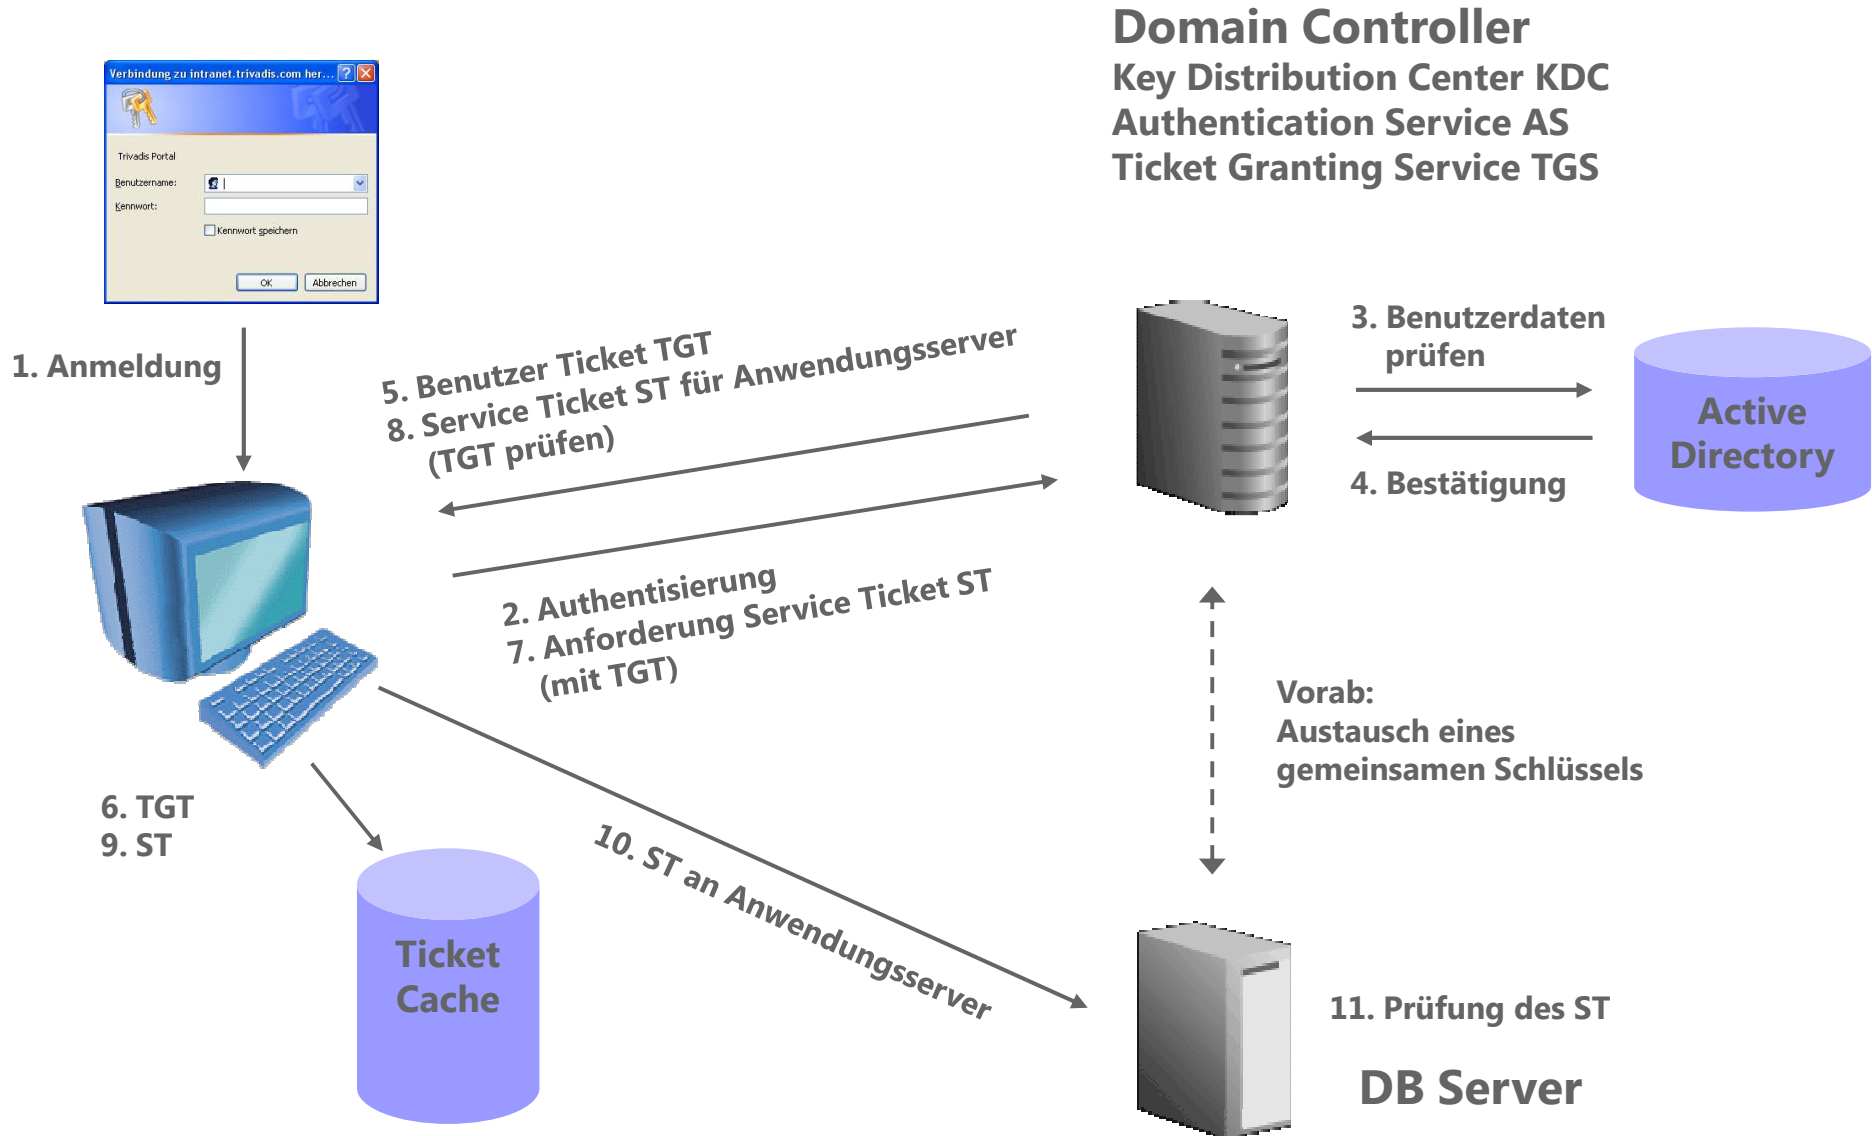 Domain Controller
Key Distribution Center KDC
Authentication Service AS
Ticket Granting Service TGS
Verbindung zu intranet.trivadis.com her...
Trivadis Portal
Benutzername:
Kennwort:
Kennwort speichern
OK
Abbrechen
1. Anmeldung
5. Benutzer Ticket TGT
8. Service Ticket ST für Anwendungsserver
(TGT prüfen)
3. Benutzerdaten
prüfen
Active
Directory
4. Bestätigung
2. Authentisierung
7. Anforderung Service Ticket ST
(mit TGT)
Vorab:
Austausch eines
gemeinsamen Schlüssels
6. TGT
9. ST
10. ST an Anwendungsserver
Ticket
Cache
11. Prüfung des ST
DB Server